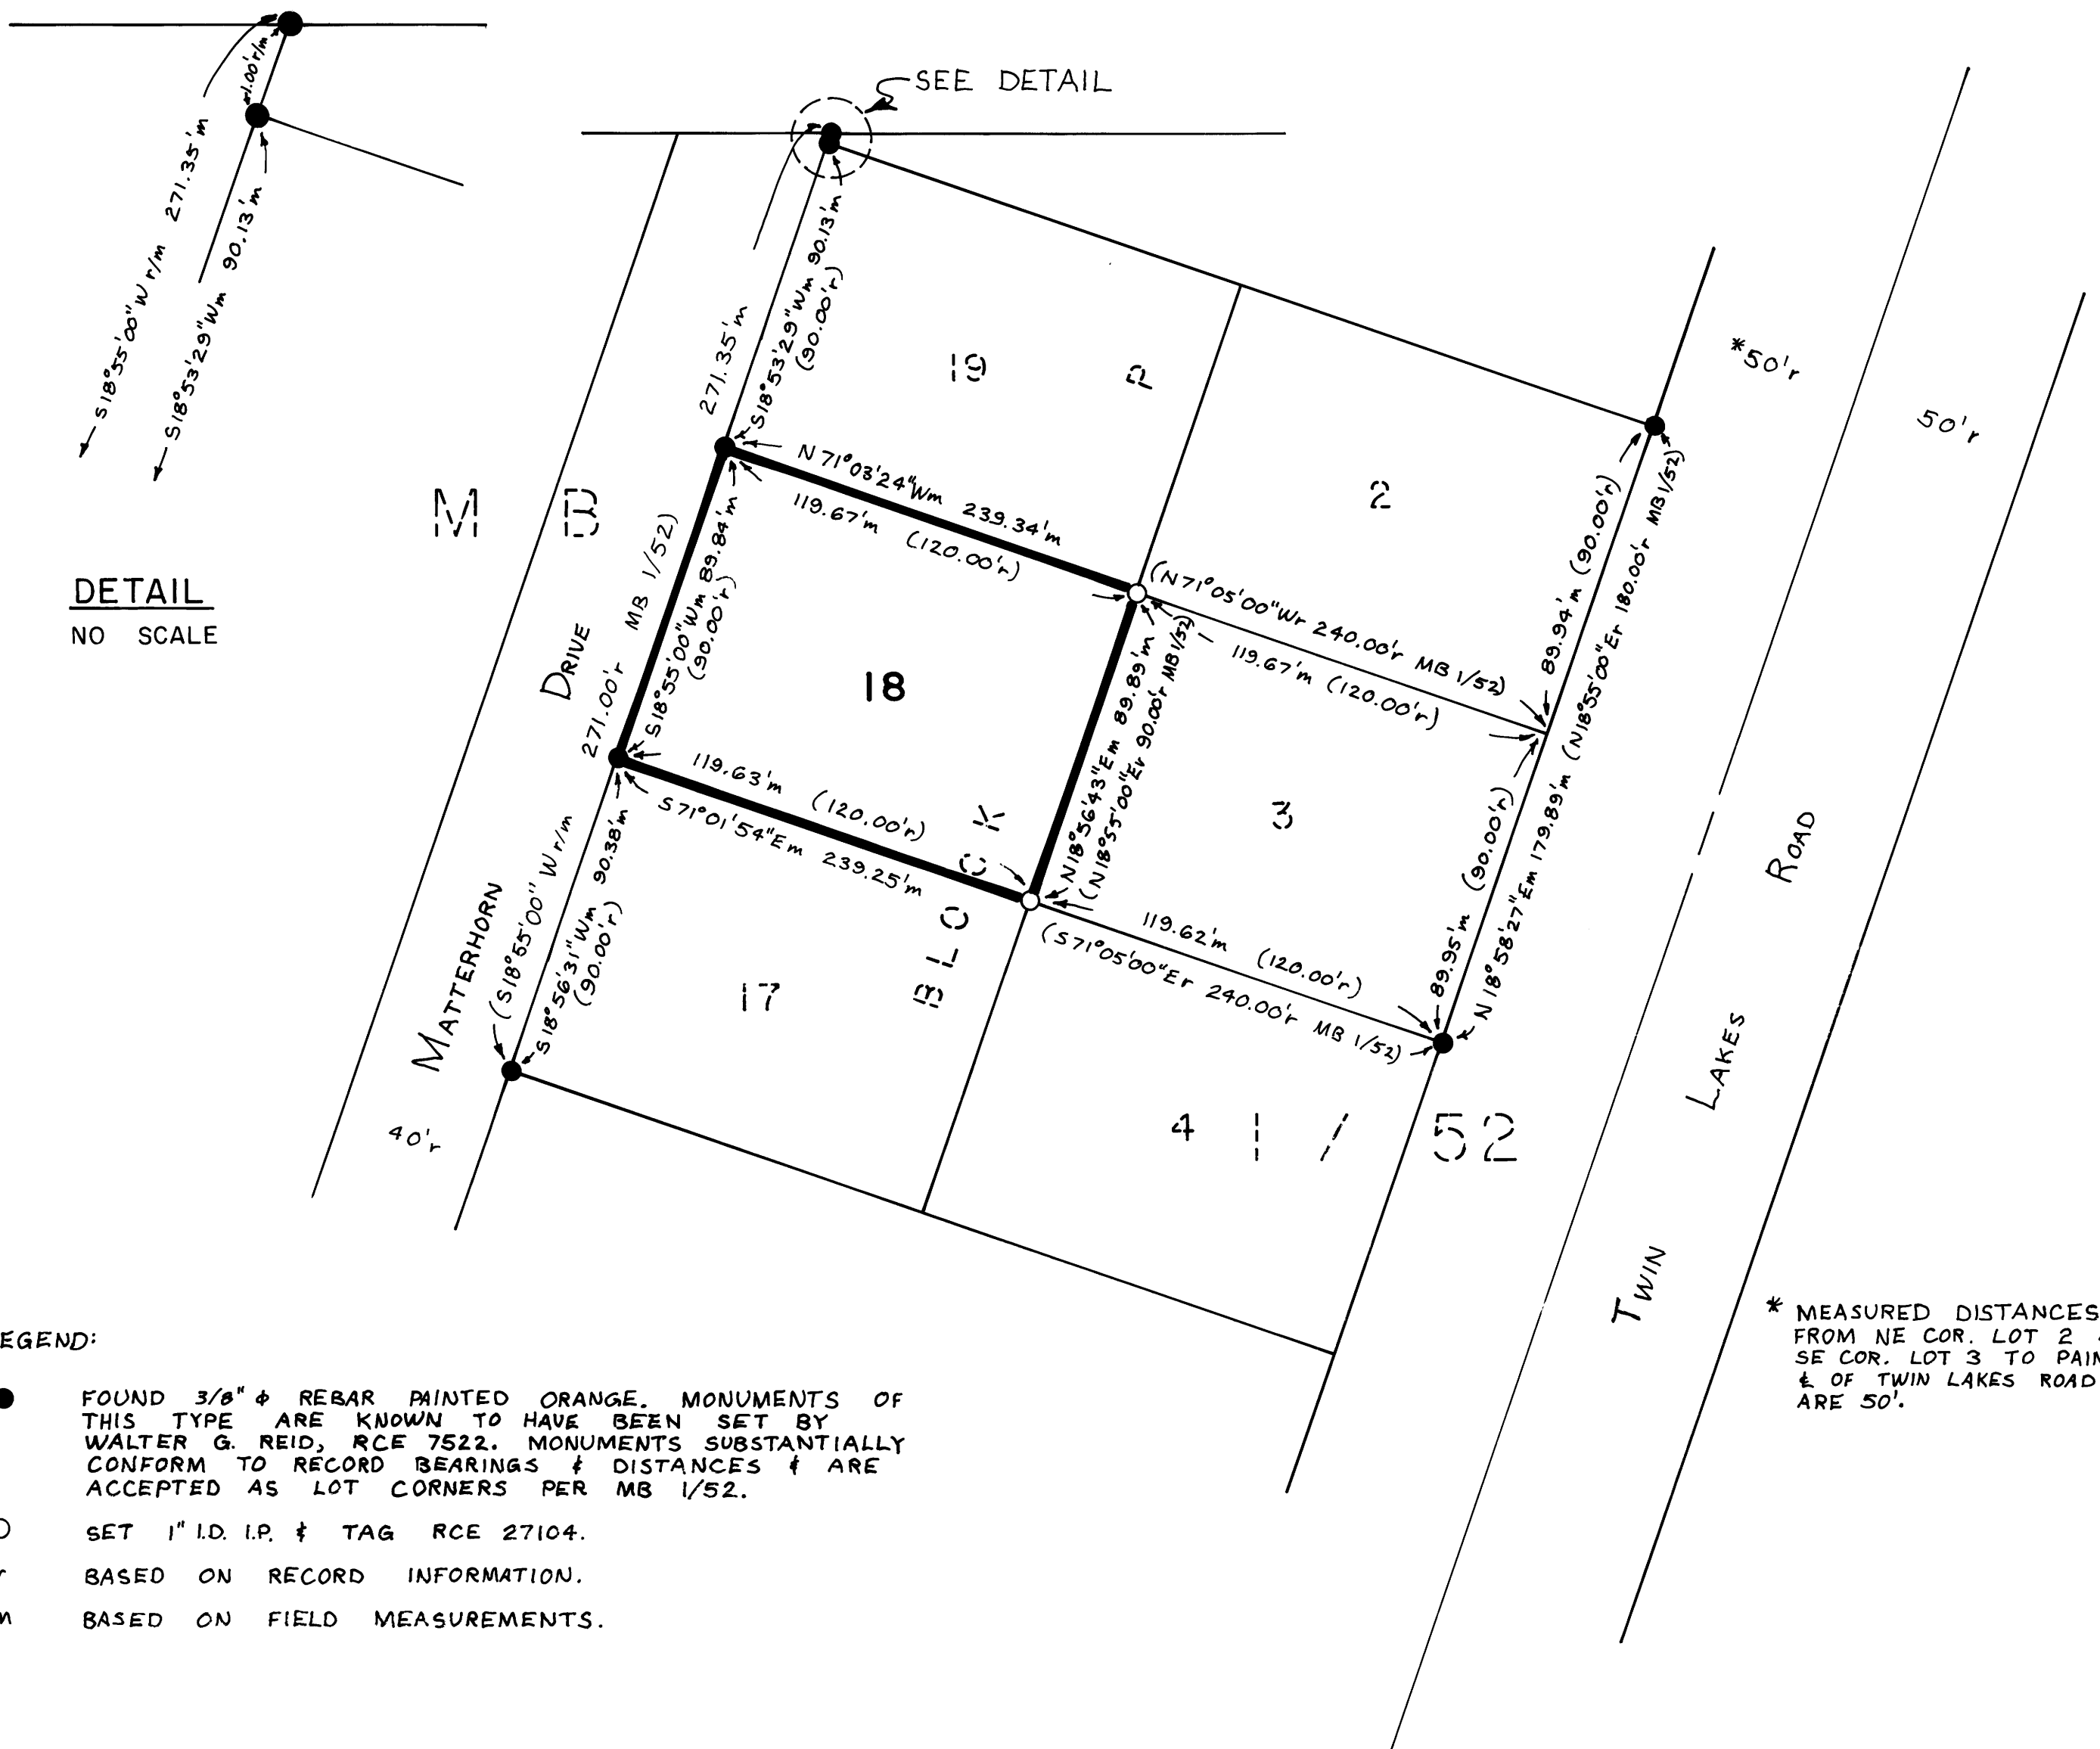 SEE DETAIL
1.00'r/m
S18°55'00"W r/m 271.35'm
S18°53'29"Wm 90.13'm
DETAIL
NO SCALE
M B
1 / 52
271.35'm
S18°53'29"Wm 90.13'm
(90.00'r)
19
2
*50'r
50'r
N71°03'24"Wm 239.34'm
119.67'm (120.00'r)
(N71°05'00"Wr 240.00'r MB 1/52)
119.67'm (120.00'r)
89.94'm (90.00'r)
(N18°55'00"Er 180.00'r MB 1/52)
N18°58'27"Em 179.89'm
89.95'm (90.00'r)
271.00'r MB 1/52)
(S18°55'00" W r/m
S18°55'00"Wm 89.84'm
(90.00'r)
18
N18°56'43"Em 89.89'm
(N18°55'00"Er 90.00'r MB 1/52)
3
119.63'm (120.00'r)
S71°01'54"Em 239.25'm
119.62'm (120.00'r)
(S71°05'00"Er 240.00'r MB 1/52)
S18°56'31"Wm 90.38'm
(90.00'r)
17
BLOCK P
4
MATTERHORN DRIVE
40'r
TWIN LAKES ROAD
* MEASURED DISTANCES
FROM NE COR. LOT 2
SE COR. LOT 3 TO
℄ OF TWIN LAKES ROAD
ARE 50'.
EGEND:
FOUND 3/8" φ REBAR PAINTED ORANGE. MONUMENTS OF
THIS TYPE ARE KNOWN TO HAVE BEEN SET BY
WALTER G. REID, RCE 7522. MONUMENTS SUBSTANTIALLY
CONFORM TO RECORD BEARINGS & DISTANCES & ARE
ACCEPTED AS LOT CORNERS PER MB 1/52.
SET 1" I.D. I.P. & TAG RCE 27104.
r BASED ON RECORD INFORMATION.
m BASED ON FIELD MEASUREMENTS.